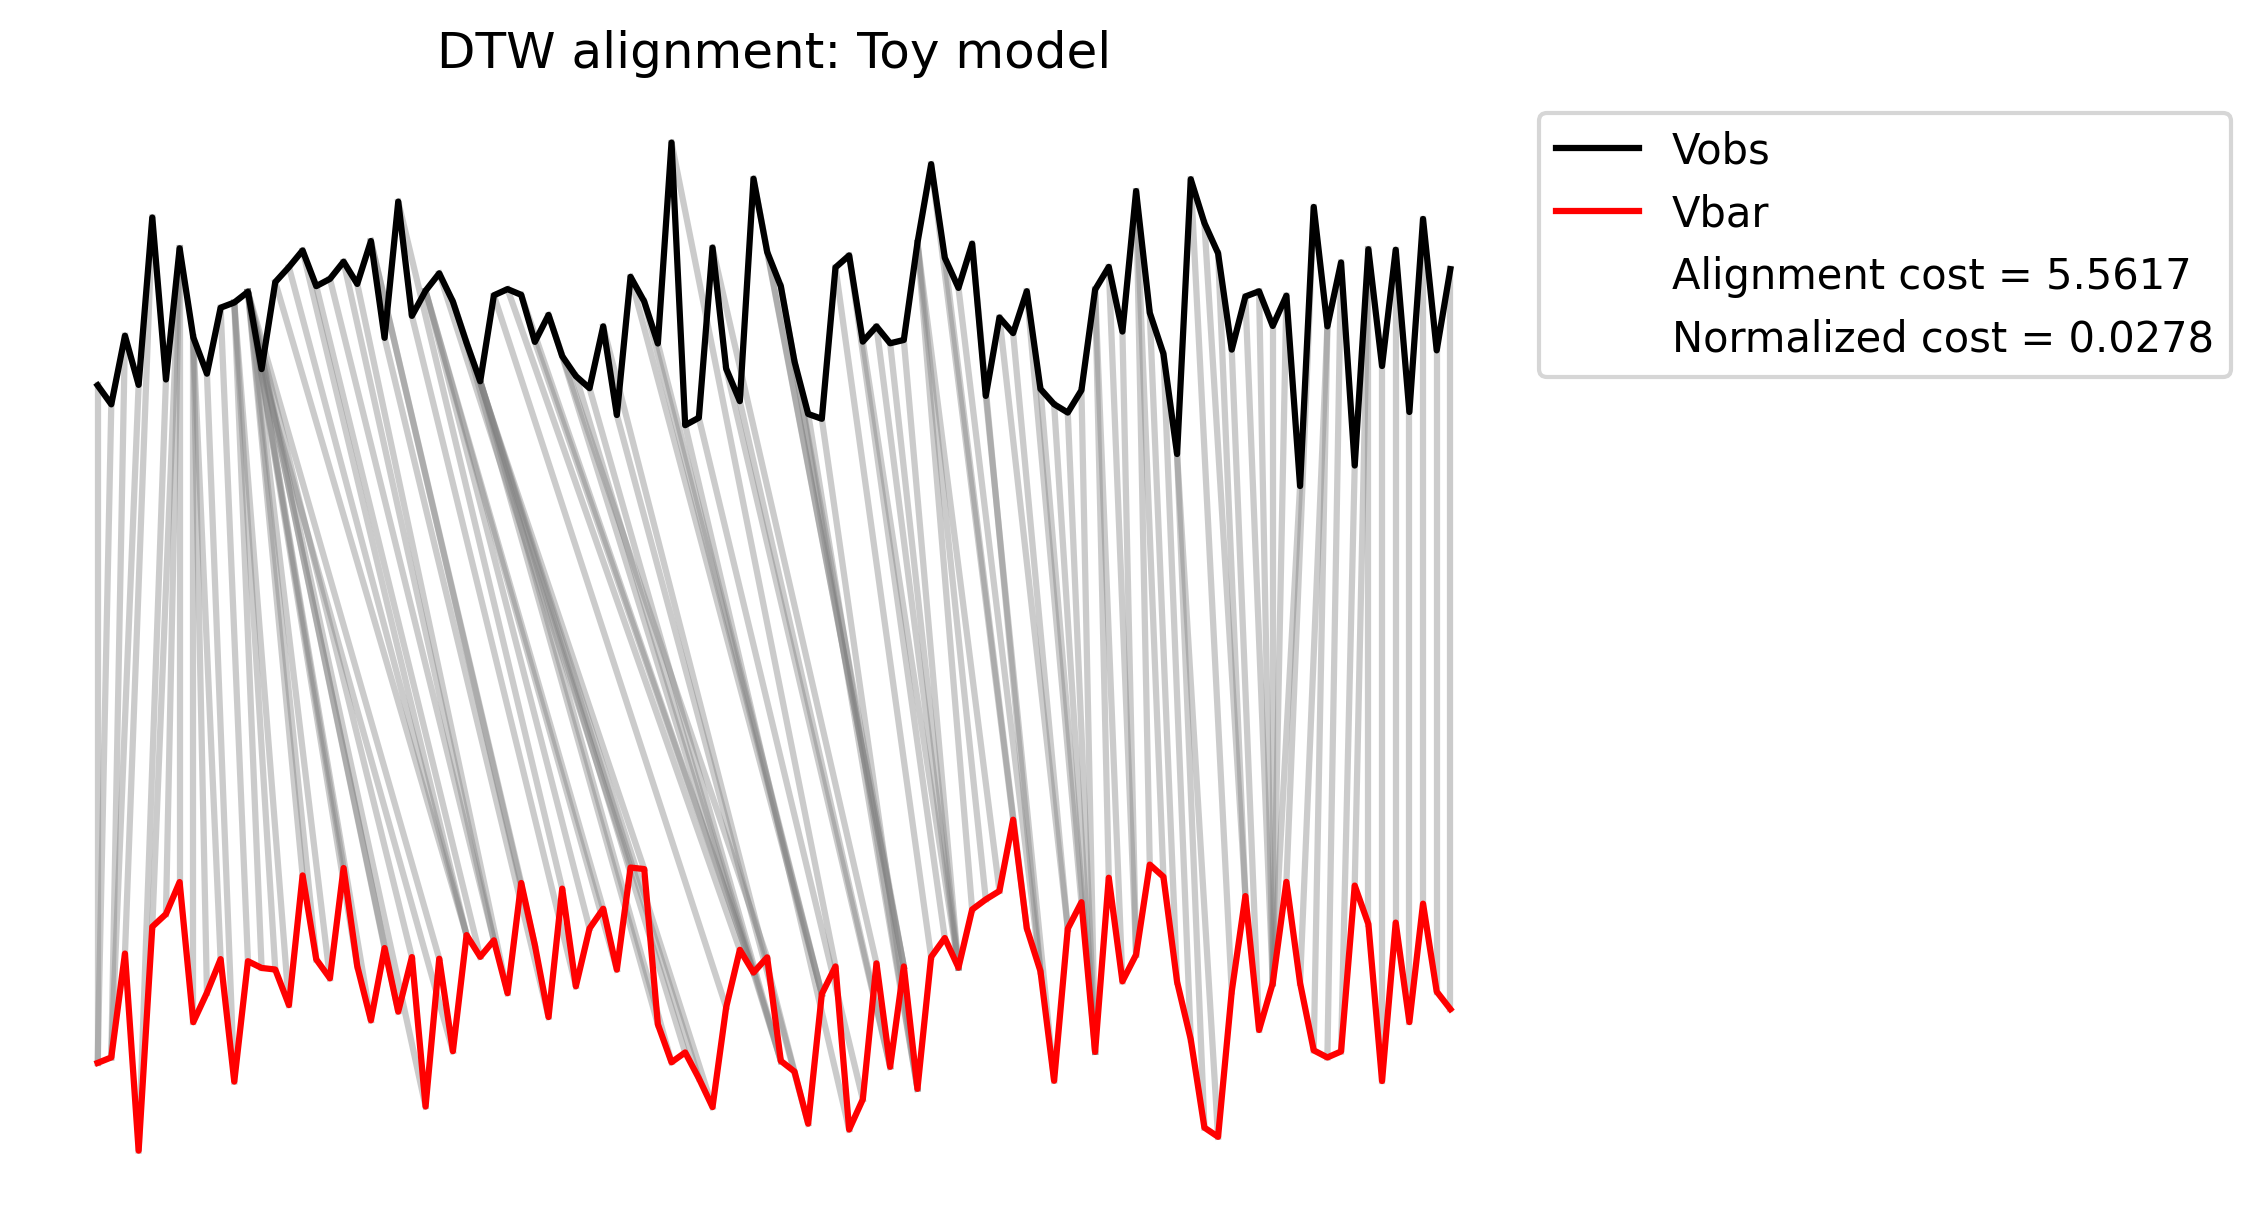 DTW alignment: Toy model
Vobs
Vbar
Alignment cost = 5.5617
Normalized cost = 0.0278